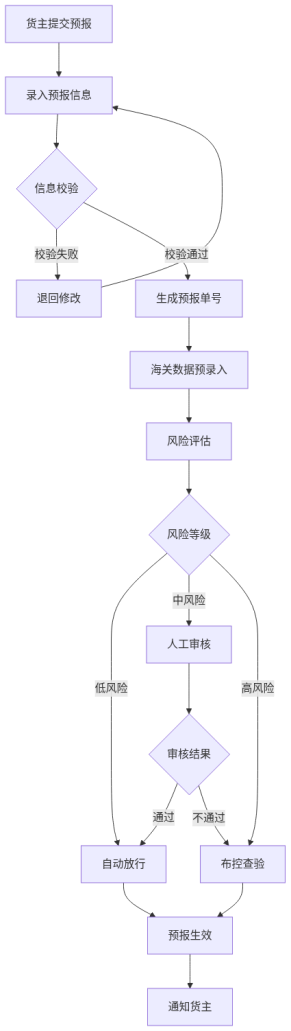 货主提交预报
录入预报信息
信息校验
校验失败
校验通过
退回修改
生成预报单号
海关数据预录入
风险评估
风险等级
中风险
低风险
人工审核
高风险
审核结果
通过
不通过
自动放行
布控查验
预报生效
通知货主